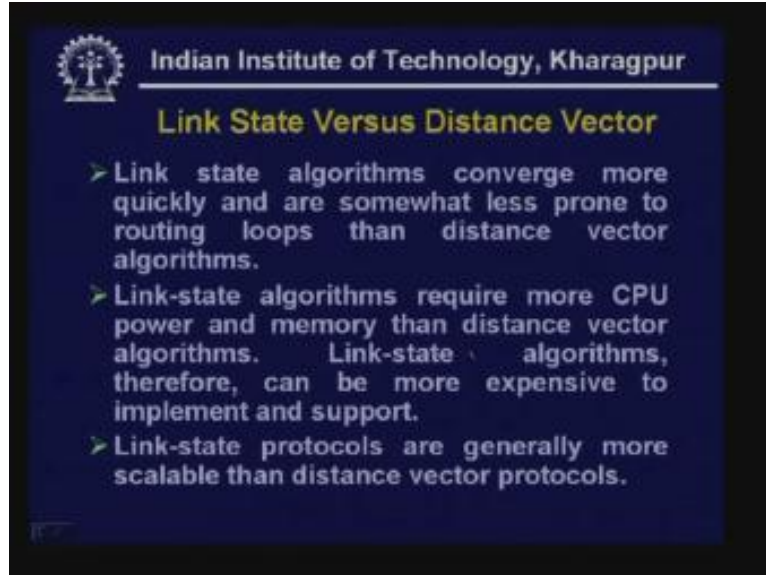 Indian Institute of Technology, Kharagpur
Link State Versus Distance Vector
Link state algorithms converge more
quickly and are somewhat less prone to
routing loops than distance vector
algorithms.
Link-state algorithms require more CPU
power and memory than distance vector
algorithms. Link-state algorithms,
therefore, can be more expensive to
implement and support.
Link-state protocols are generally more
scalable than distance vector protocols.